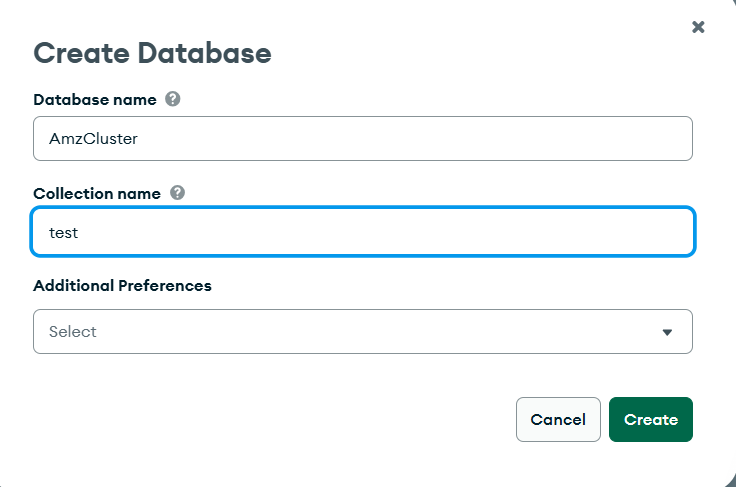 Create Database
Database name
AmzCluster
Collection name
test
Additional Preferences
Select
Cancel Create